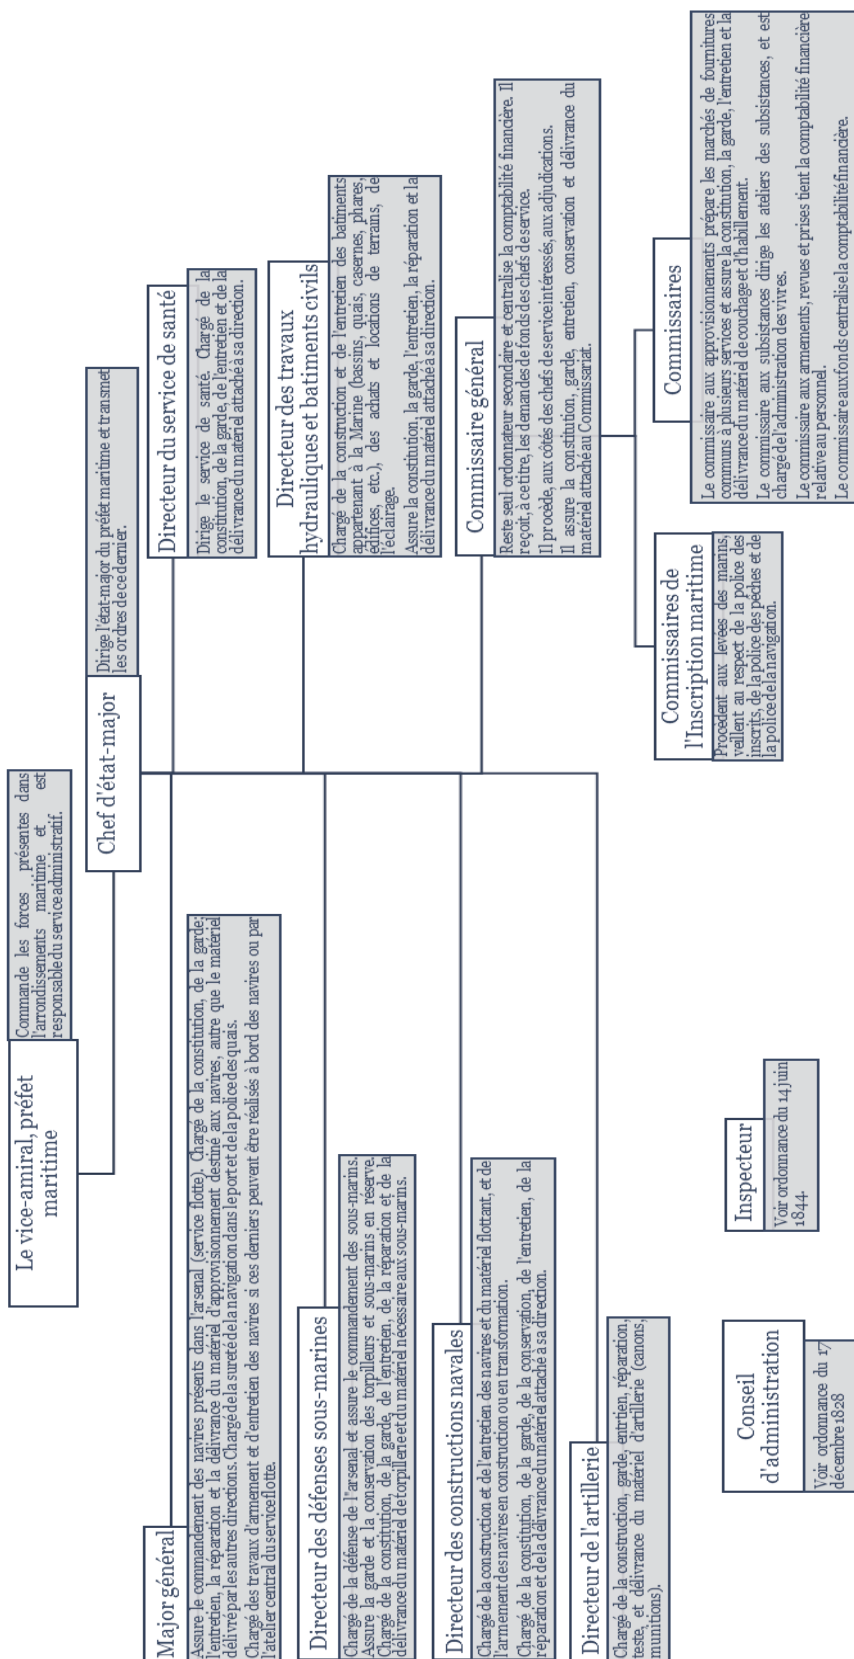 Le vice-amiral, préfet
maritime
Commande les forces présentes dans
l'arrondissements maritime et est
responsable du service administratif.
Chef d'état-major
Dirige l'état-major du préfet maritime et transmet
les ordres de ce dernier.
Major général
Assure le commandement des navires présents dans l'arsenal (service flotte). Chargé de la constitution, de la garde;
l'entretien, la réparation et la délivrance du matériel d'approvisionnement destiné aux navires, autre que le matériel
délivré par les autres directions. Chargé de la sureté de la navigation dans le port et de la police des quais.
Chargé des travaux d'armement et d'entretien des navires si ces derniers peuvent être réalisés à bord des navires ou par
l'atelier central du service flotte.
Directeur des défenses sous-marines
Chargé de la défense de l'arsenal et assure le commandement des sous-marins.
Assure la garde et la conservation des torpilleurs et sous-marins en réserve.
Chargé de la constitution, de la garde, de l'entretien, de la réparation et de la
délivrance du matériel de torpillerie et du matériel nécessaire aux sous-marins.
Directeur des constructions navales
Chargé de la construction et de l'entretien des navires et du matériel flottant, et de
l'armement des navires en construction ou en transformation.
Chargé de la constitution, de la garde, de la conservation, de l'entretien, de la
réparation et de la délivrance du matériel attaché à sa direction.
Directeur de l'artillerie
Chargé de la construction, garde, entrtien, réparation,
teste, et délivrance du matériel d'artillerie (canons,
munitions).
Directeur du service de santé
Dirige le service de santé. Chargé de la
constitution, de la garde, de l'entretien et de la
délivrance du matériel attaché à sa direction.
Directeur des travaux
hydrauliques et batiments civils
Chargé de la construction et de l'entretien des batiments
appartenant à la Marine (bassins, quais, casernes, phares,
édifices, etc.), des achats et locations de terrains, de
l'éclairage.
Assure la constitution, la garde, l'entretien, la réparation et la
délivrance du matériel attaché à sa direction.
Commissaire général
Reste seul ordonnateur secondaire et centralise la comptabilité financière. Il
reçoit, à ce titre, les demandes de fonds des chefs de service.
Il procède, aux côtés des chefs de service intéressés, aux adjudications.
Il assure la constitution, garde, entretien, conservation et délivrance du
matériel attaché au Commissariat.
Commissaires de
l'Inscription maritime
Procèdent aux levées des marins,
veillent au respect de la police des
inscrits, de la police des pêches et de
la police de la navigation.
Commissaires
Le commissaire aux approvisionnements prépare les marchés de fournitures
communs à plusieurs services et assure la constitution, la garde, l'entretien et la
délivrance du matériel de couchage et d'habillement.
Le commissaire aux subsistances dirige les ateliers des subsistances, et est
chargé de l'administration des vivres.
Le commissaire aux armements, revues et prises tient la comptabilité financière
relative au personnel.
Le commissaire aux fonds centralise la comptabilité financière.
Conseil
d'administration
Voir ordonnance du 17
décembre 1828
Inspecteur
Voir ordonnance du 14 juin
1844.